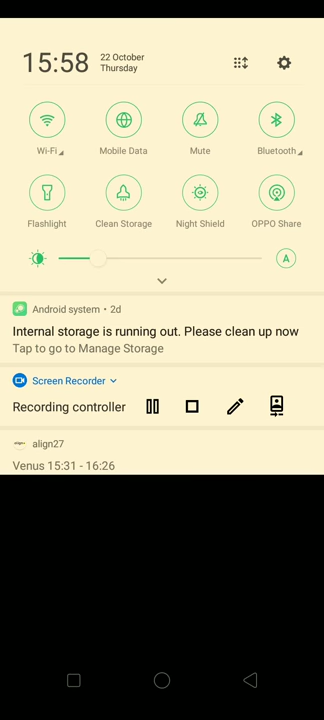 15:58
22 October
Thursday
Wi-Fi
Mobile Data
Mute
Bluetooth
Flashlight
Clean Storage
Night Shield
OPPO Share
A
Android system • 2d
Internal storage is running out. Please clean up now
Tap to go to Manage Storage
Screen Recorder
Recording controller
align27
Venus 15:31 - 16:26